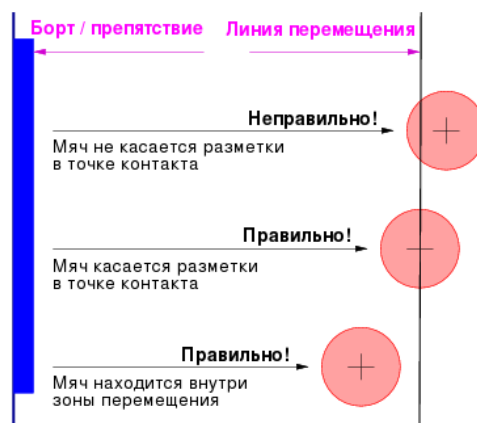 Борт / препятствие Линия перемещения
Неправильно!
Мяч не касается разметки
в точке контакта
Правильно!
Мяч касается разметки
в точке контакта
Правильно!
Мяч находится внутри
зоны перемещения